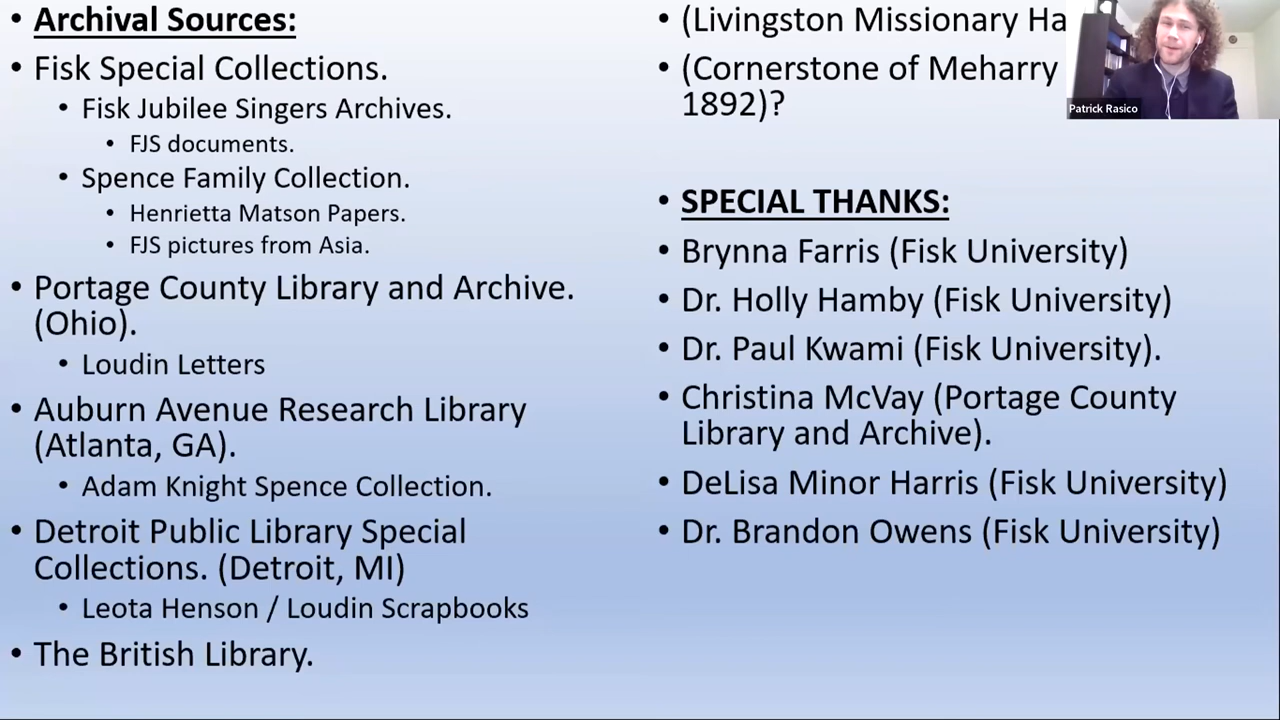 Archival Sources:
Fisk Special Collections.
Fisk Jubilee Singers Archives.
FJS documents.
Spence Family Collection.
Henrietta Matson Papers.
FJS pictures from Asia.
Portage County Library and Archive.
(Ohio).
Loudin Letters
Auburn Avenue Research Library
(Atlanta, GA).
Adam Knight Spence Collection.
Detroit Public Library Special
Collections. (Detroit, MI)
Leota Henson / Loudin Scrapbooks
The British Library.
(Livingston Missionary
(Cornerstone of Meharry
1892)?
SPECIAL THANKS:
Brynna Farris (Fisk University)
Dr. Holly Hamby (Fisk University)
Dr. Paul Kwami (Fisk University).
Christina McVay (Portage County
Library and Archive).
DeLisa Minor Harris (Fisk University)
Dr. Brandon Owens (Fisk University)
Patrick Rasico